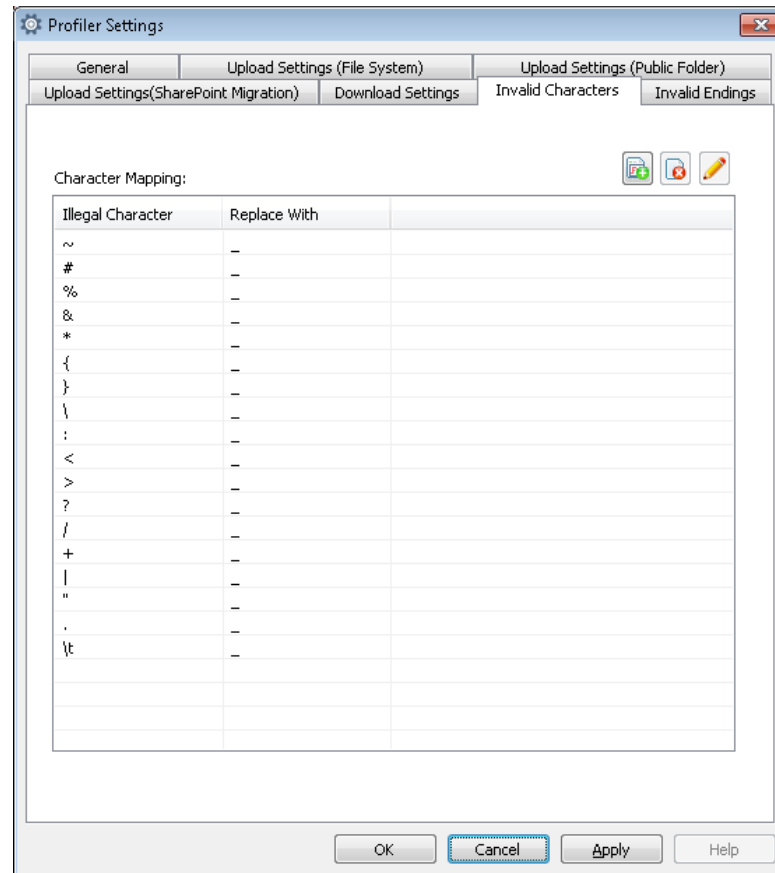 Profiler Settings
General Upload Settings (File System) Upload Settings (Public Folder)
Upload Settings(SharePoint Migration) Download Settings Invalid Characters Invalid Endings
Character Mapping:
Illegal Character Replace With
~ _
# _
% _
& _
* _
{ _
} _
\ _
: _
< _
> _
? _
/ _
+ _
| _
" _
. _
\t _
OK Cancel Apply Help